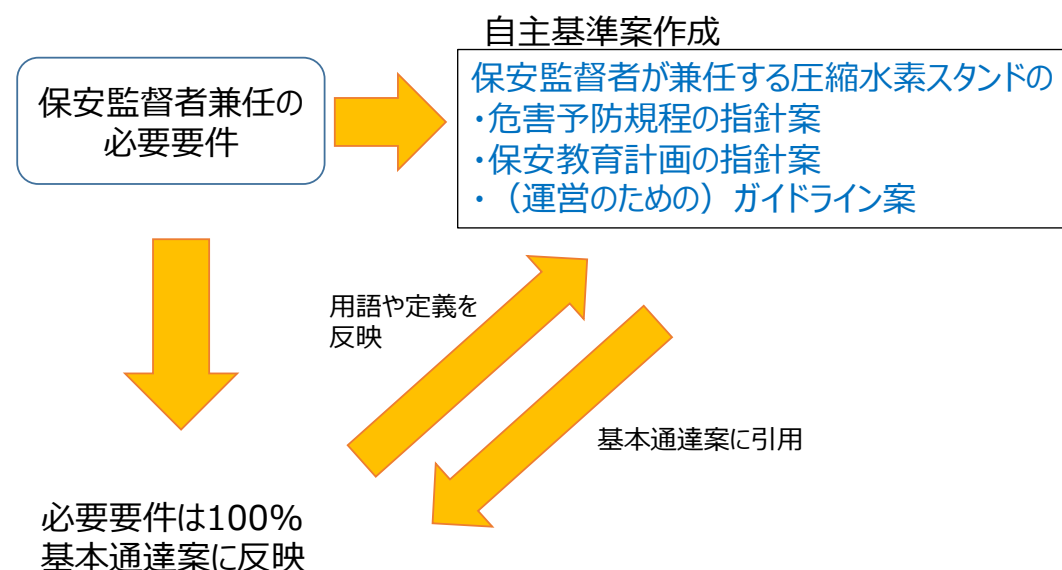 自主基準案作成
保安監督者兼任の
必要要件
保安監督者が兼任する圧縮水素スタンドの
・危害予防規程の指針案
・保安教育計画の指針案
・（運営のための）ガイドライン案
用語や定義を
反映
基本通達案に引用
必要要件は100%
基本通達案に反映